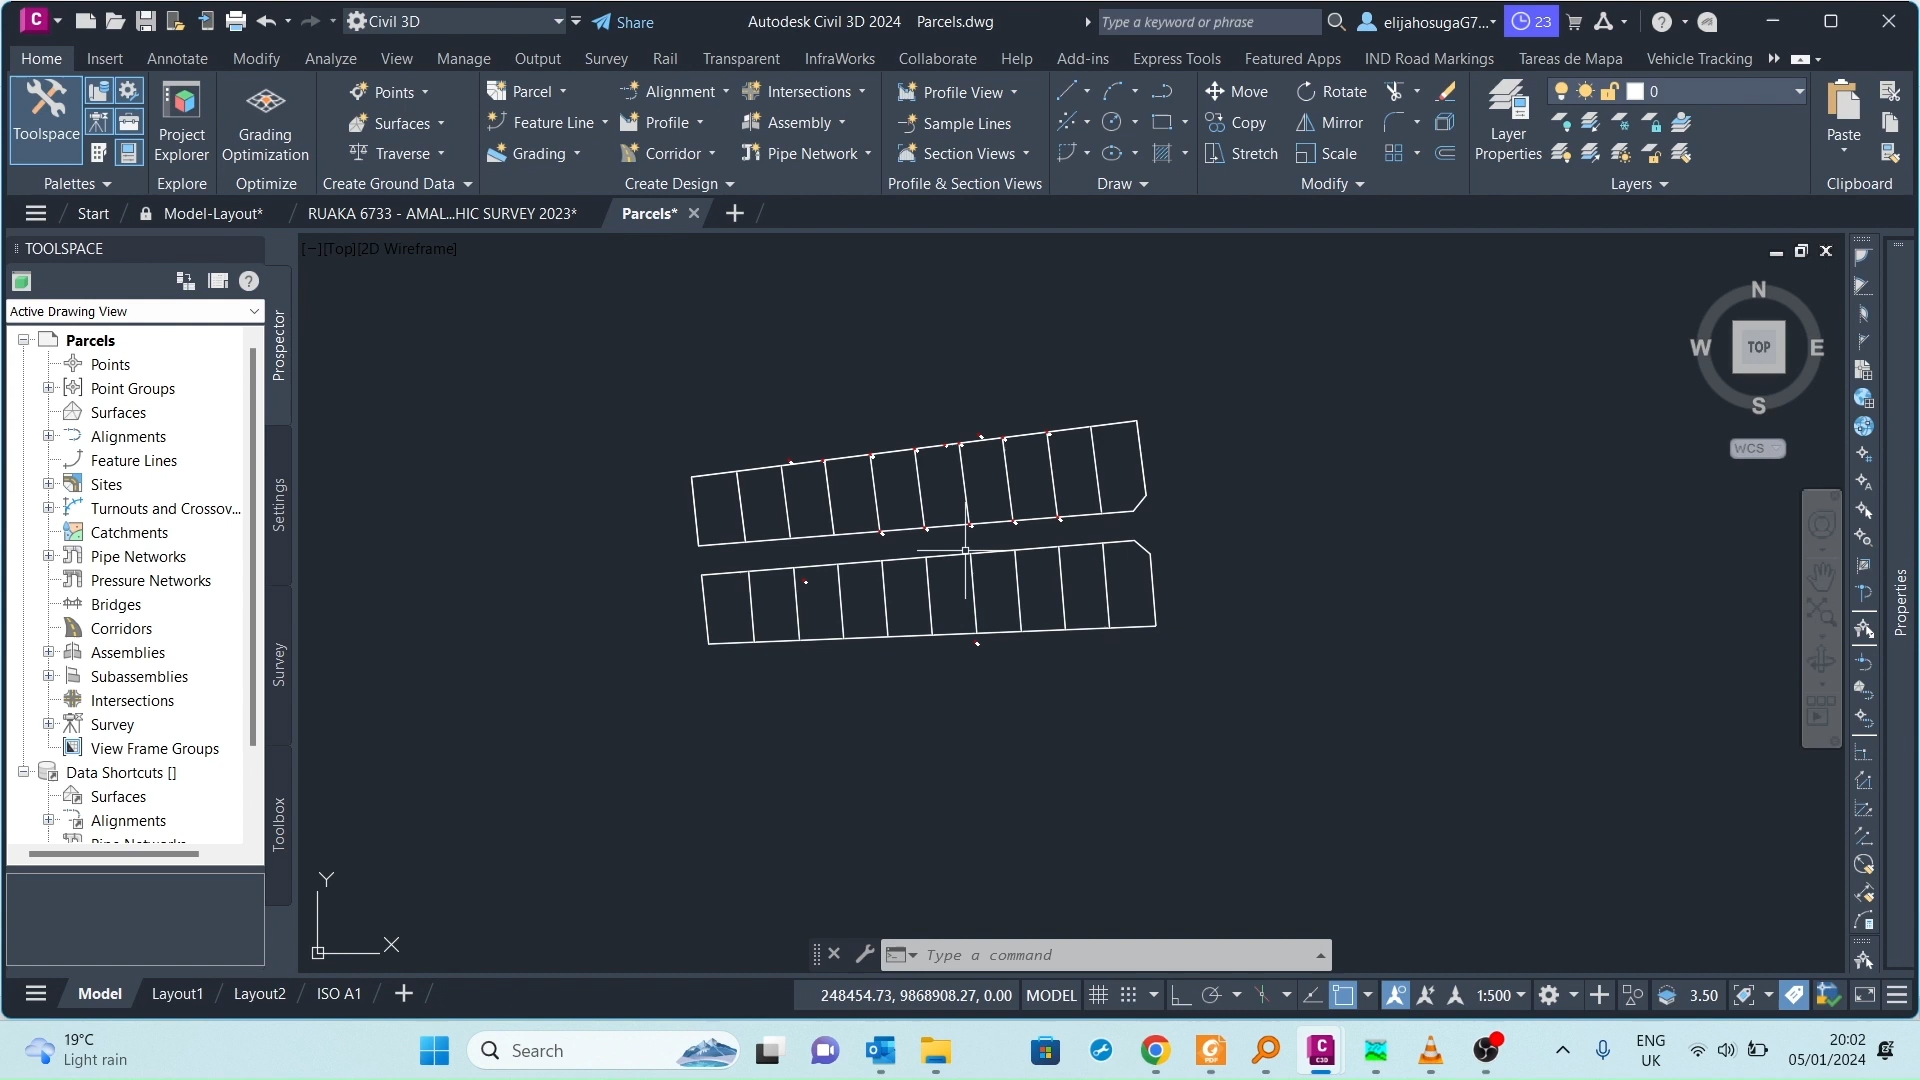 C
Civil 3D
Share
Autodesk Civil 3D 2024 Parcels.dwg
Type a keyword or phrase
elijahosugaG7...
23
Home Insert Annotate Modify Analyze View Manage Output Survey Rail Transparent InfraWorks Collaborate Help Add-ins Express Tools Featured Apps IND Road Markings Tareas de Mapa Vehicle Tracking
Toolspace
Project
Explorer
Grading
Optimization
Points
Surfaces
Traverse
Parcel
Feature Line
Grading
Alignment
Profile
Corridor
Intersections
Assembly
Pipe Network
Profile View
Sample Lines
Section Views
Move
Copy
Stretch
Rotate
Mirror
Scale
Layer
Properties
0
Paste
Palettes Explore Optimize Create Ground Data Create Design Profile & Section Views Draw Modify Layers Clipboard
Start
Model-Layout*
RUAKA 6733 - AMAL...HIC SURVEY 2023*
Parcels*
TOOLSPACE
Active Drawing View
Parcels
Points
Point Groups
Surfaces
Alignments
Feature Lines
Sites
Turnouts and Crossov...
Catchments
Pipe Networks
Pressure Networks
Bridges
Corridors
Assemblies
Subassemblies
Intersections
Survey
View Frame Groups
Data Shortcuts []
Surfaces
Alignments
Prospector
Settings
Survey
Toolbox
[−][Top][2D Wireframe]
N
W
TOP
E
S
WCS
Properties
Y
X
Type a command
Model
Layout1
Layout2
ISO A1
248454.73, 9868908.27, 0.00
MODEL
1:500
3.50
19°C
Light rain
Search
C
C3D
PDF
ENG
UK
20:02
05/01/2024